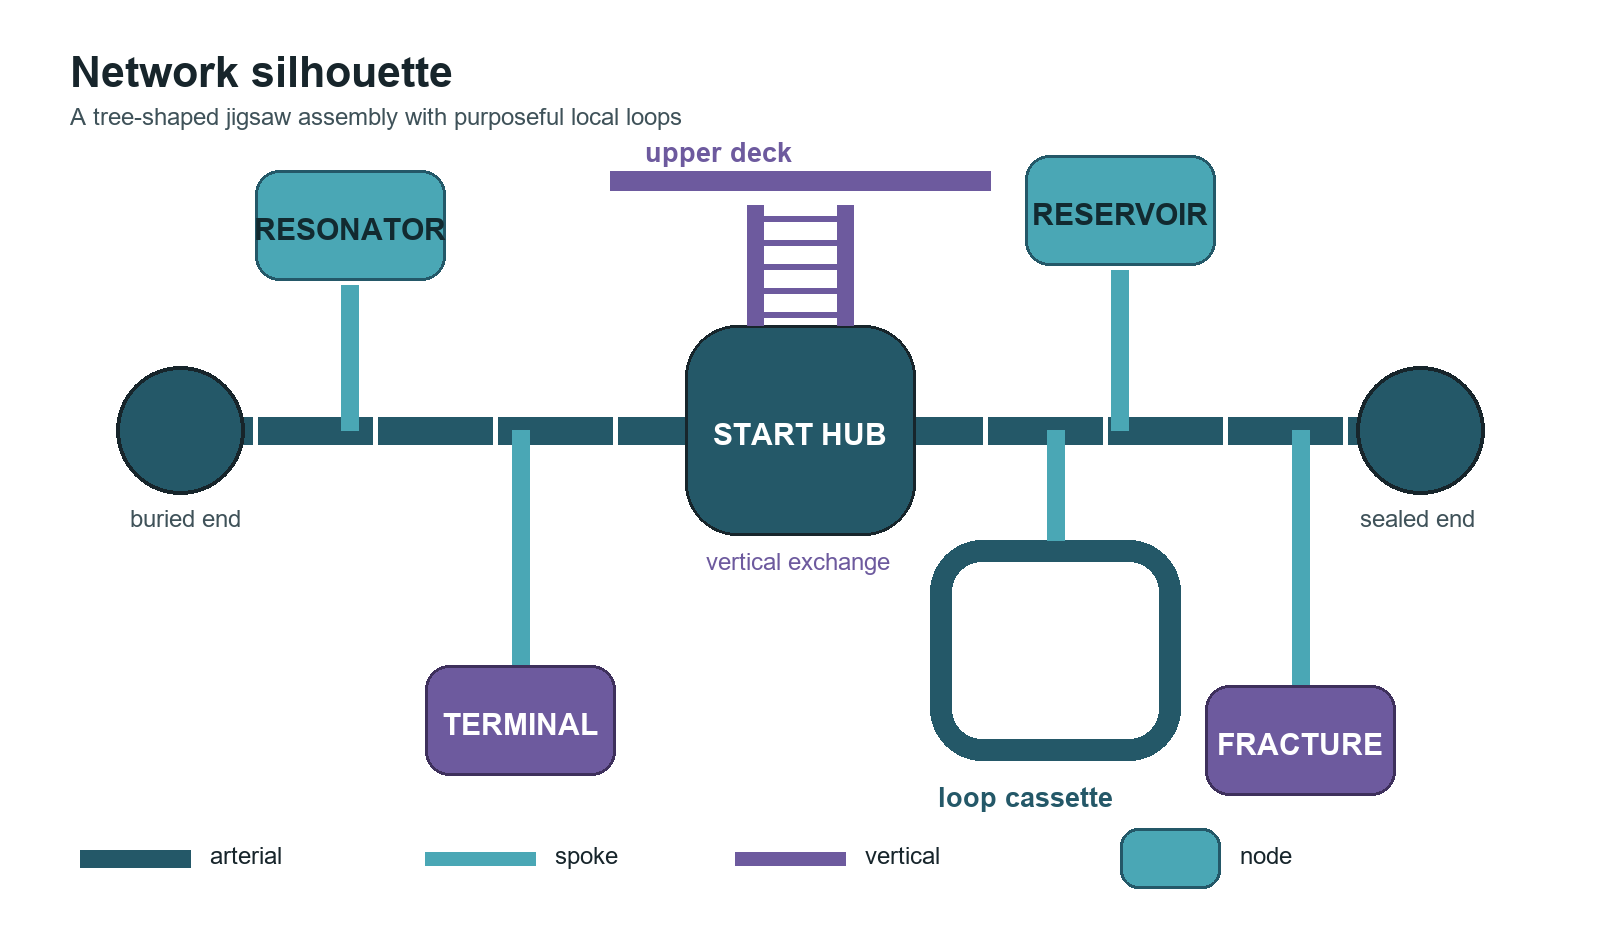 Network silhouette
A tree-shaped jigsaw assembly with purposeful local loops
upper deck
RESONATOR
RESERVOIR
START HUB
buried end
sealed end
vertical exchange
TERMINAL
FRACTURE
loop cassette
arterial
spoke
vertical
node